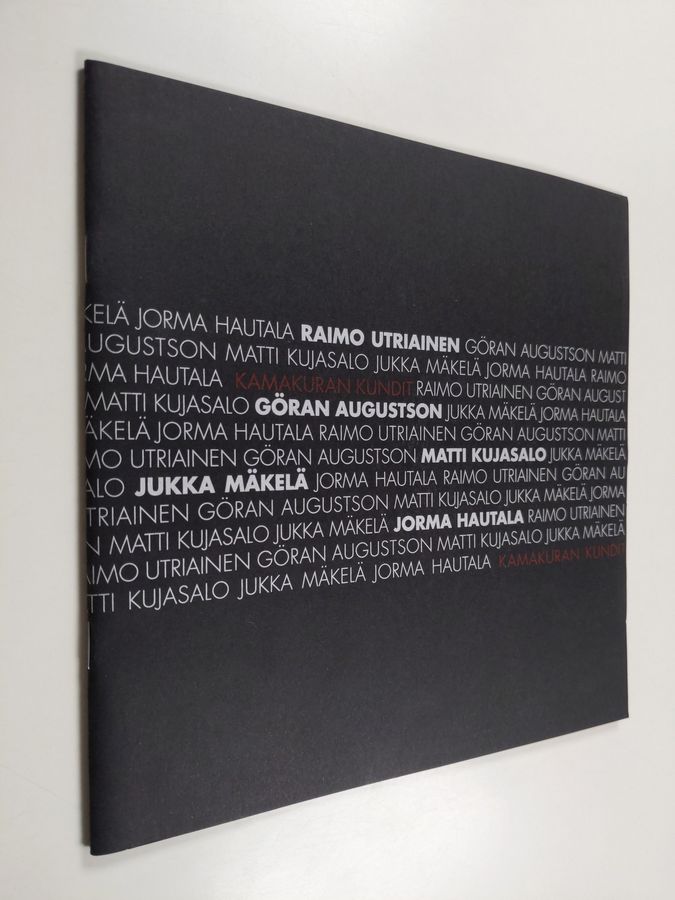 KELÄ JORMA HAUTALA RAIMO UTRIAINEN GÖRAN AUGUSTSON MATTI
UGUSTSON MATTI KUJASALO JUKKA MÄKELÄ JORMA HAUTALA RAIMO
RMA HAUTALA KAMAKURAN KUNDIT RAIMO UTRIAINEN GÖRAN AUGUST
MATTI KUJASALO GÖRAN AUGUSTSON JUKKA MÄKELÄ JORMA HAUTALA
ÄKELÄ JORMA HAUTALA RAIMO UTRIAINEN GÖRAN AUGUSTSON MATTI
MO UTRIAINEN GÖRAN AUGUSTSON MATTI KUJASALO JUKKA MÄKELÄ
ALO JUKKA MÄKELÄ JORMA HAUTALA RAIMO UTRIAINEN GÖRAN AU
TRIAINEN GÖRAN AUGUSTSON MATTI KUJASALO JUKKA MÄKELÄ JORMA
N MATTI KUJASALO JUKKA MÄKELÄ JORMA HAUTALA RAIMO UTRIAINEN
AIMO UTRIAINEN GÖRAN AUGUSTSON MATTI KUJASALO JUKKA MÄKELÄ
TTI KUJASALO JUKKA MÄKELÄ JORMA HAUTALA KAMAKURAN KUNDIT